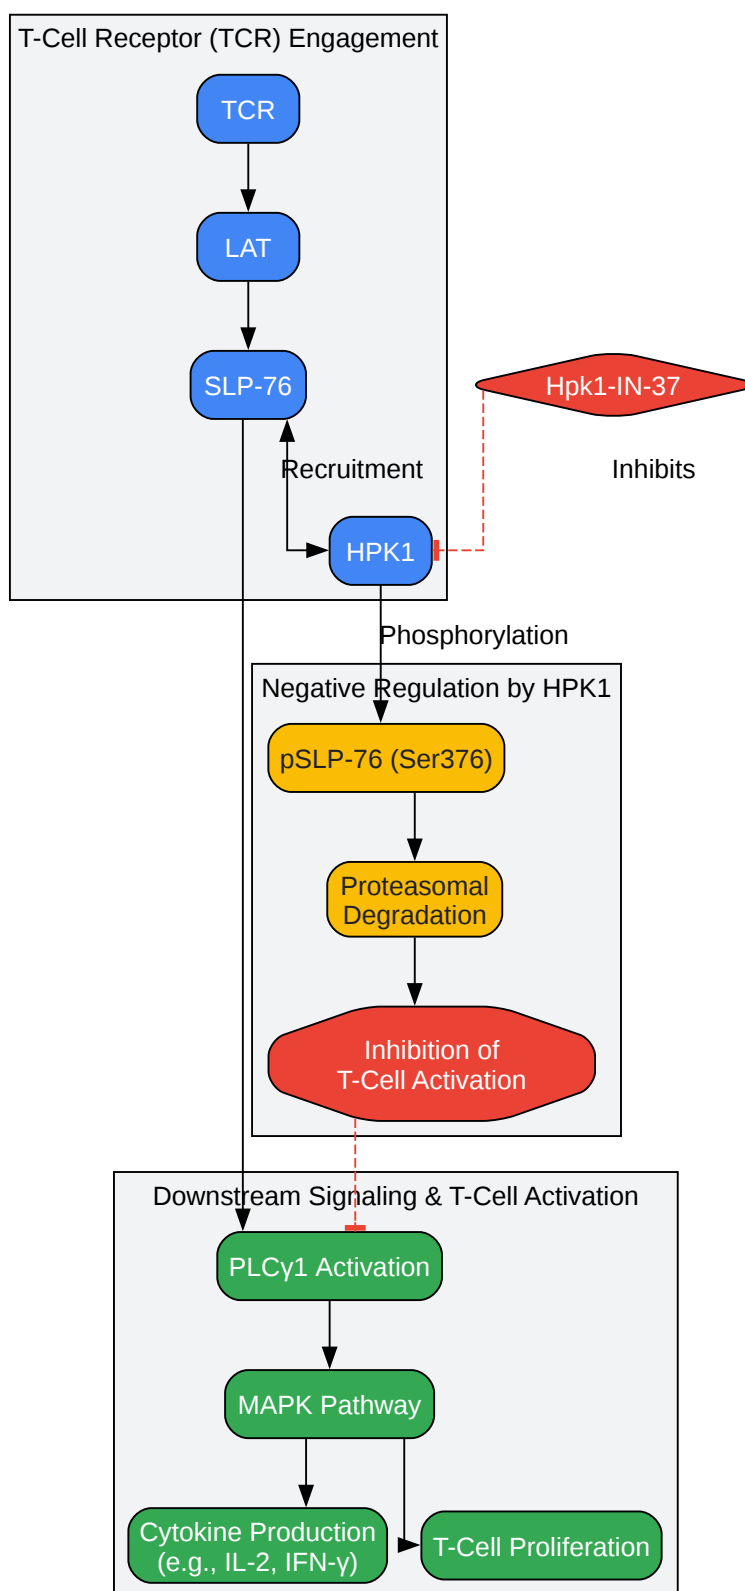 T-Cell Receptor (TCR) Engagement
TCR
LAT
SLP-76
Hpk1-IN-37
Recruitment
Inhibits
HPK1
Phosphorylation
Negative Regulation by HPK1
pSLP-76 (Ser376)
Proteasomal
Degradation
Inhibition of
T-Cell Activation
Downstream Signaling & T-Cell Activation
PLCγ1 Activation
MAPK Pathway
Cytokine Production
(e.g., IL-2, IFN-γ)
T-Cell Proliferation